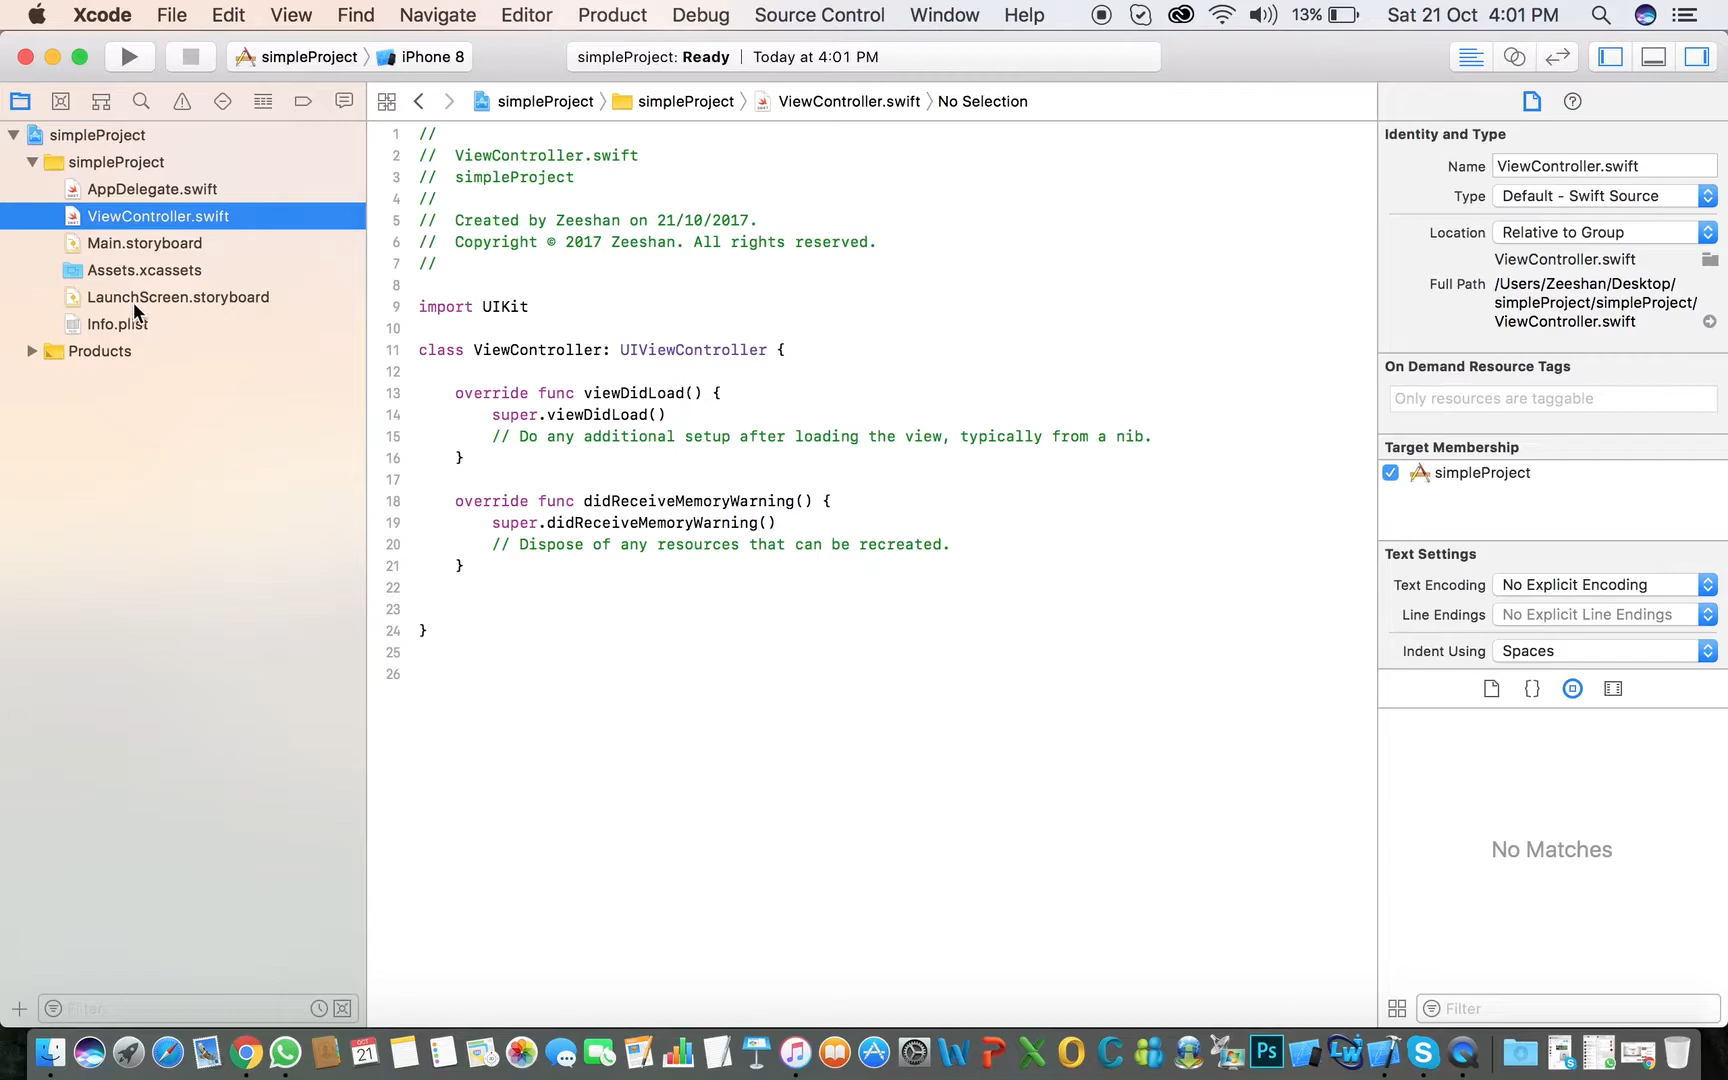 Xcode File Edit View Find Navigate Editor Product Debug Source Control Window Help 13% Sat 21 Oct 4:01 PM
simpleProject iPhone 8 simpleProject: Ready Today at 4:01 PM
simpleProject simpleProject ViewController.swift No Selection
simpleProject
simpleProject
AppDelegate.swift
ViewController.swift
Main.storyboard
Assets.xcassets
LaunchScreen.storyboard
Info.plist
Products
Filter
1 //
2 // ViewController.swift
3 // simpleProject
4 //
5 // Created by Zeeshan on 21/10/2017.
6 // Copyright © 2017 Zeeshan. All rights reserved.
7 //
8
9 import UIKit
10
11 class ViewController: UIViewController {
12
13 override func viewDidLoad() {
14 super.viewDidLoad()
15 // Do any additional setup after loading the view, typically from a nib.
16 }
17
18 override func didReceiveMemoryWarning() {
19 super.didReceiveMemoryWarning()
20 // Dispose of any resources that can be recreated.
21 }
22
23
24 }
25
26
Identity and Type
Name ViewController.swift
Type Default - Swift Source
Location Relative to Group
ViewController.swift
Full Path /Users/Zeeshan/Desktop/
simpleProject/simpleProject/
ViewController.swift
On Demand Resource Tags
Only resources are taggable
Target Membership
simpleProject
Text Settings
Text Encoding No Explicit Encoding
Line Endings No Explicit Line Endings
Indent Using Spaces
{}
No Matches
Filter
OCT
21
Ps
Lw